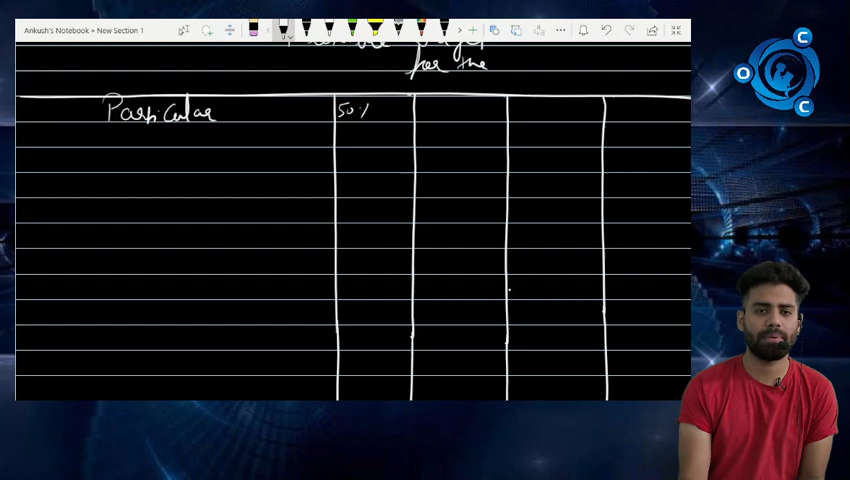 Ankush's Notebook » New Section 1
for the
Particular 50%
C
O
C